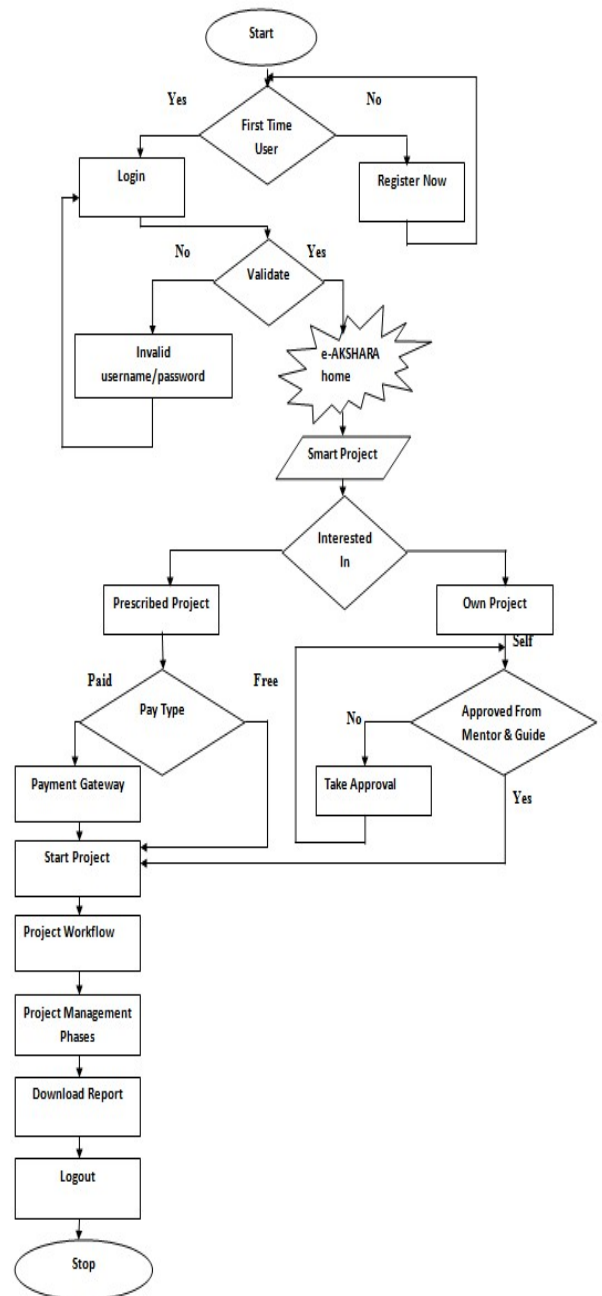 Start
Yes
No
First Time
User
Login
Register Now
No
Yes
Validate
Invalid
username/password
e-AKSHARA
home
Smart Project
Interested
In
Prescribed Project
Own Project
Self
Paid
Free
Pay Type
No
Approved From
Mentor & Guide
Payment Gateway
Take Approval
Yes
Start Project
Project Workflow
Project Management
Phases
Download Report
Logout
Stop